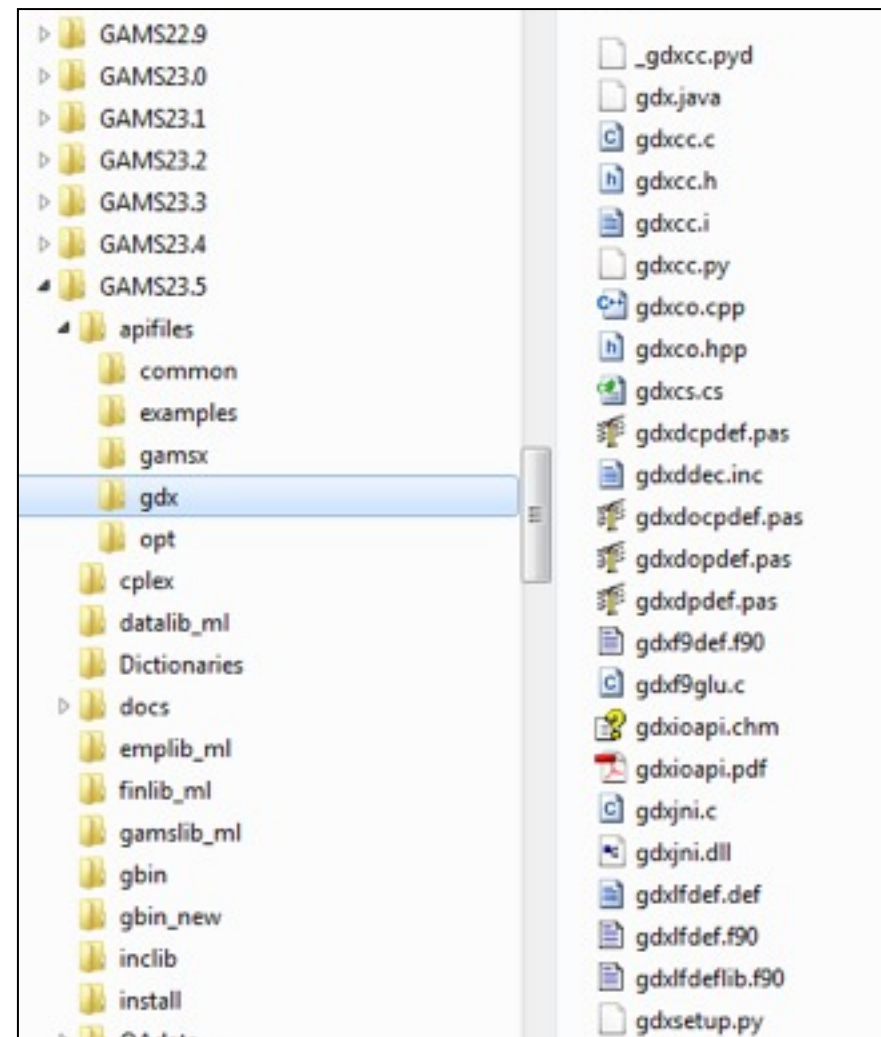 GAMS22.9
GAMS23.0
GAMS23.1
GAMS23.2
GAMS23.3
GAMS23.4
GAMS23.5
apifiles
common
examples
gamsx
gdx
opt
cplex
datalib_ml
Dictionaries
docs
emplib_ml
finlib_ml
gamslib_ml
gbin
gbin_new
inclib
install
_gdxcc.pyd
gdx.java
gdxcc.c
gdxcc.h
gdxcc.i
gdxcc.py
gdxco.cpp
gdxco.hpp
gdxcs.cs
gdxdcpdef.pas
gdxddec.inc
gdxdocpdef.pas
gdxdopdef.pas
gdxdpdef.pas
gdxf9def.f90
gdxf9glu.c
gdxioapi.chm
gdxioapi.pdf
gdxjni.c
gdxjni.dll
gdxlfdef.def
gdxlfdef.f90
gdxlfdeflib.f90
gdxsetup.py